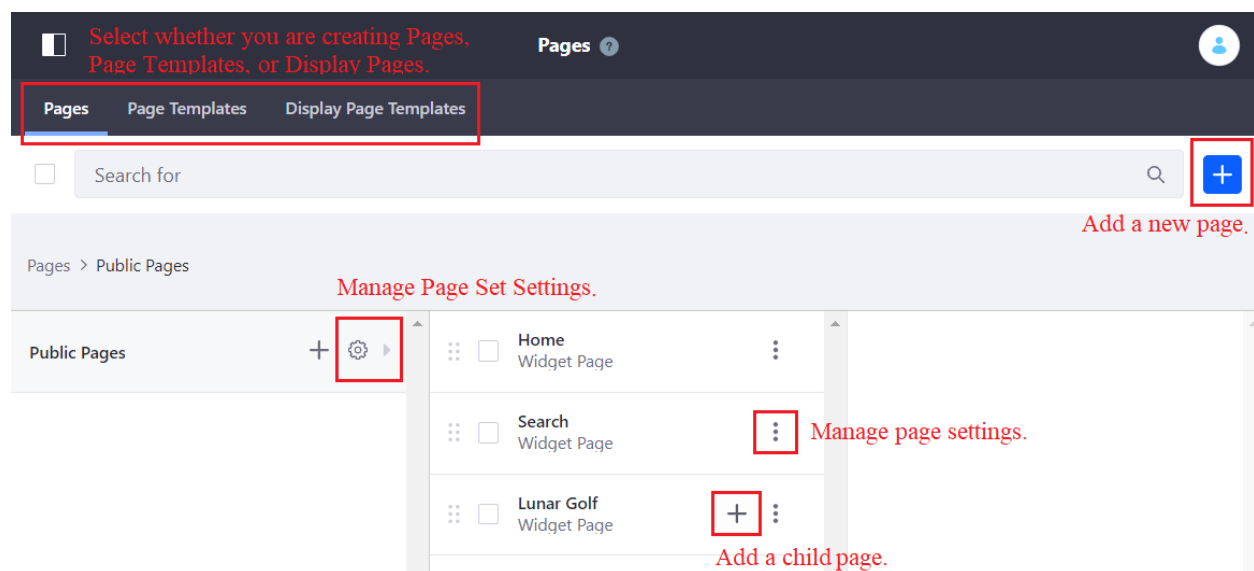 Select whether you are creating Pages,
Page Templates, or Display Pages.
Pages ?
Pages Page Templates Display Page Templates
Search for
Add a new page.
Pages > Public Pages
Manage Page Set Settings.
Public Pages
Home
Widget Page
Search
Widget Page
Manage page settings.
Lunar Golf
Widget Page
Add a child page.